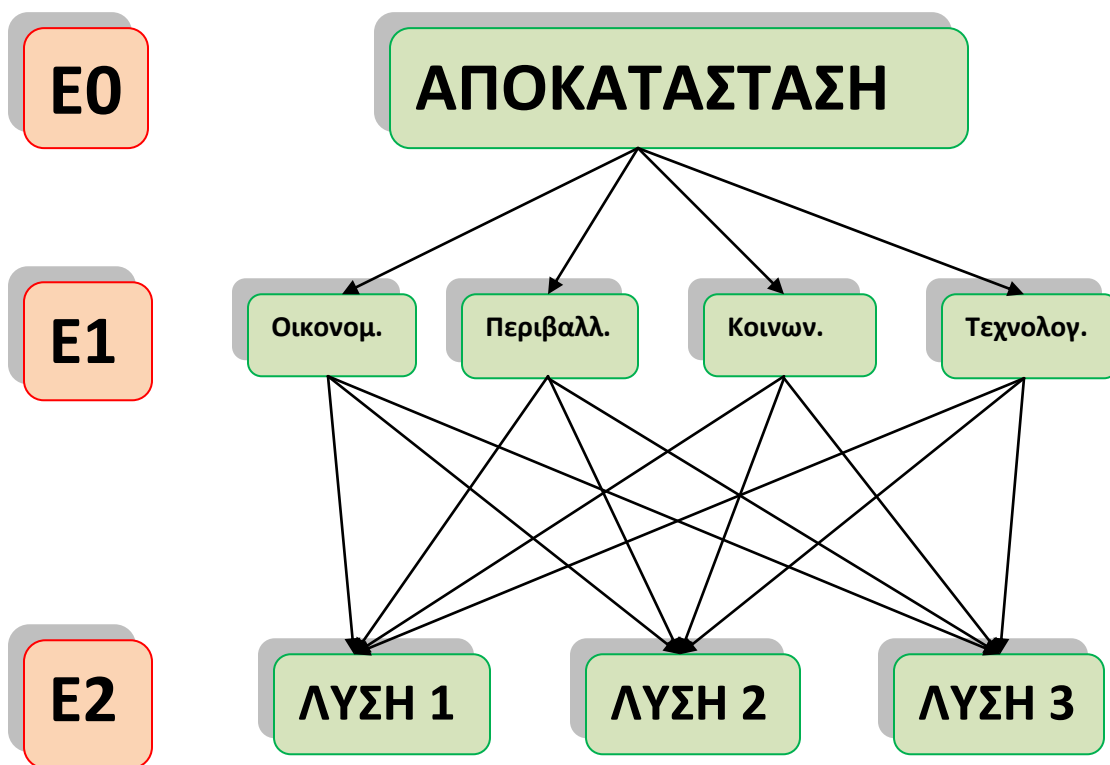 Ε0
ΑΠΟΚΑΤΑΣΤΑΣΗ
Ε1
Οικονομ.
Περιβαλλ.
Κοινων.
Τεχνολογ.
Ε2
ΛΥΣΗ 1
ΛΥΣΗ 2
ΛΥΣΗ 3